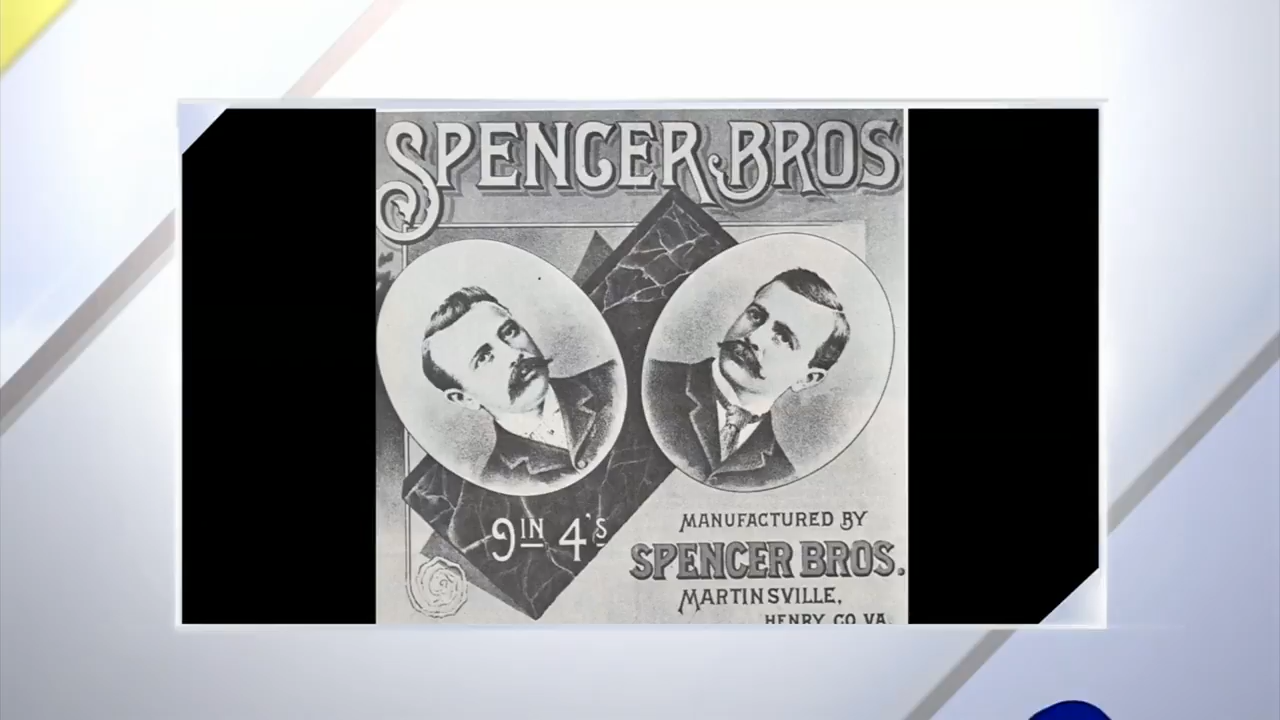 SPENCER BROS
9 IN 4'S
MANUFACTURED BY
SPENCER BROS.
MARTINSVILLE,
HENRY CO VA.